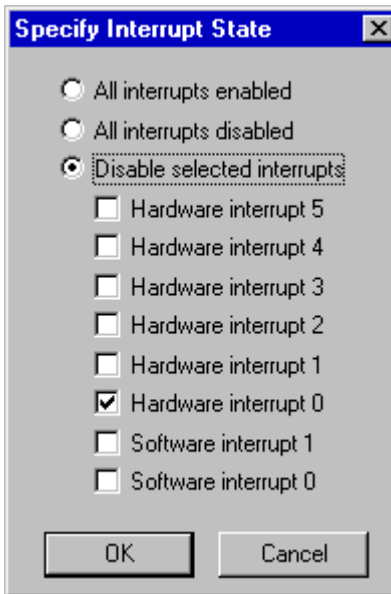 Specify Interrupt State
All interrupts enabled
All interrupts disabled
Disable selected interrupts
Hardware interrupt 5
Hardware interrupt 4
Hardware interrupt 3
Hardware interrupt 2
Hardware interrupt 1
Hardware interrupt 0
Software interrupt 1
Software interrupt 0
OK Cancel